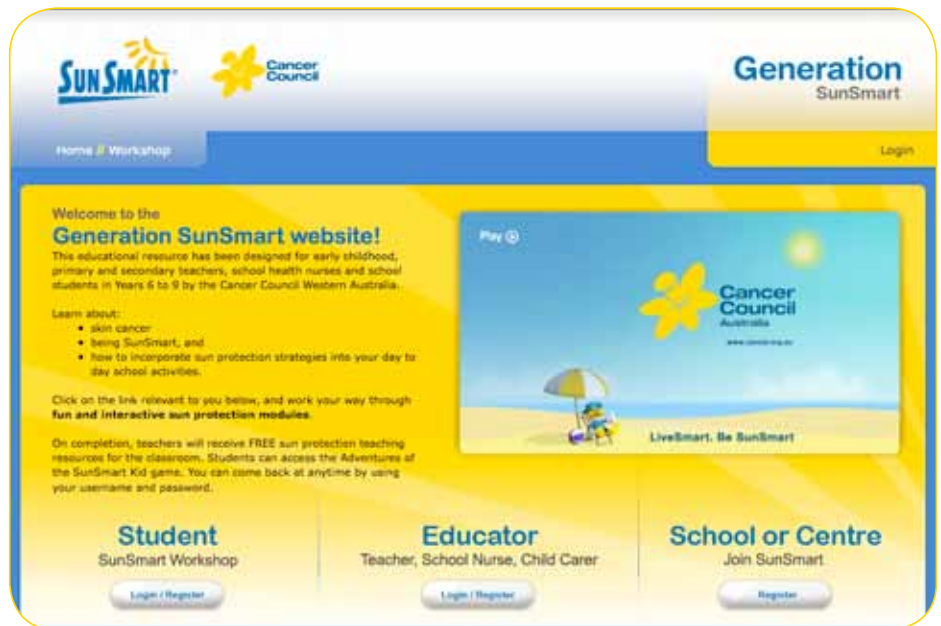 SUNSMART
Cancer
Council
Generation
SunSmart
Home // Workshop
Login
Welcome to the
Generation SunSmart website!
This educational resource has been designed for early childhood,
primary and secondary teachers, school health nurses and school
students in Years 6 to 9 by the Cancer Council Western Australia.
Learn about:
• skin cancer
• being SunSmart, and
• how to incorporate sun protection strategies into your day to
day school activities.
Click on the link relevant to you below, and work your way through
fun and interactive sun protection modules.
On completion, teachers will receive FREE sun protection teaching
resources for the classroom. Students can access the Adventures of
the SunSmart Kid game. You can come back at anytime by using
your username and password.
Play
Cancer
Council
Australia
www.cancer.org.au
LiveSmart. Be SunSmart
Student
SunSmart Workshop
Login / Register
Educator
Teacher, School Nurse, Child Carer
Login / Register
School or Centre
Join SunSmart
Register